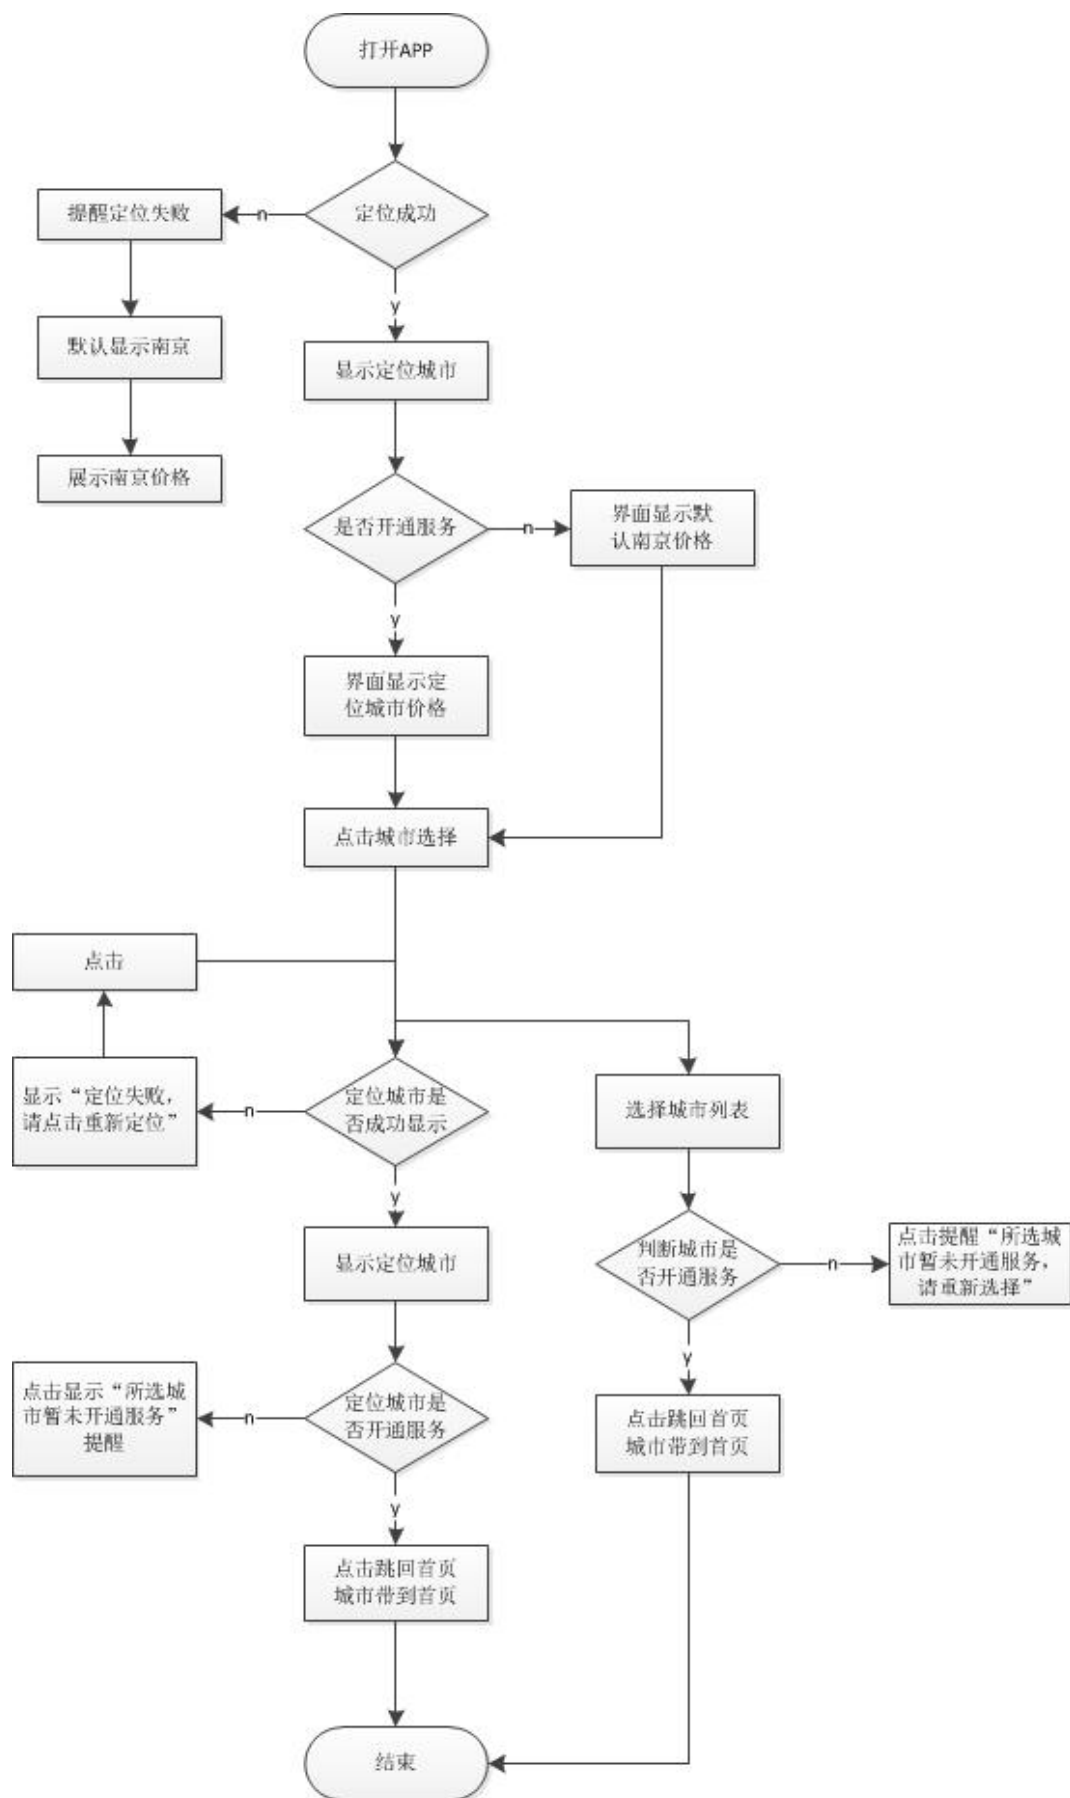 打开APP
定位成功
n
提醒定位失败
y
默认显示南京
显示定位城市
展示南京价格
是否开通服务
n
界面显示默
认南京价格
y
界面显示定
位城市价格
点击城市选择
点击
定位城市是
否成功显示
n
显示“定位失败，
请点击重新定位”
选择城市列表
y
显示定位城市
判断城市是
否开通服务
n
点击提醒“所选城
市暂未开通服务，
请重新选择”
y
定位城市是
否开通服务
n
点击显示“所选城
市暂未开通服务”
提醒
点击跳回首页
城市带到首页
y
点击跳回首页
城市带到首页
结束